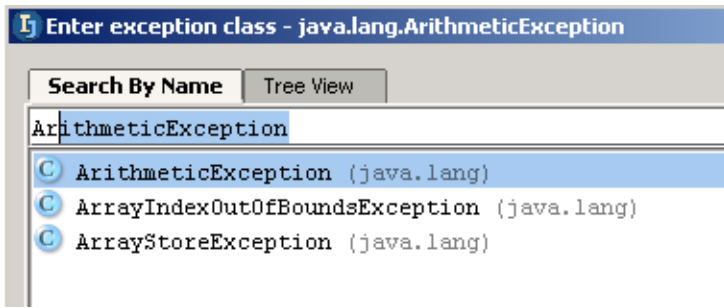 Enter exception class - java.lang.ArithmeticException
Search By Name Tree View
ArithmeticException
C ArithmeticException (java.lang)
C ArrayIndexOutOfBoundsException (java.lang)
C ArrayStoreException (java.lang)